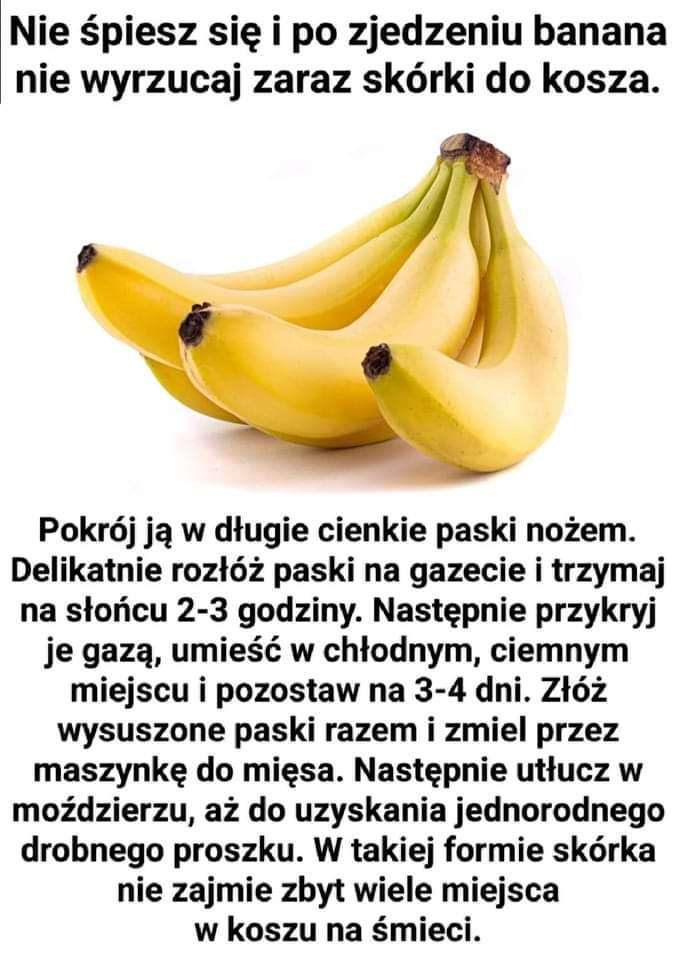 Nie śpiesz się i po zjedzeniu banana
nie wyrzucaj zaraz skórki do kosza.
Pokrój ją w długie cienkie paski nożem.
Delikatnie rozłóż paski na gazecie i trzymaj
na słońcu 2-3 godziny. Następnie przykryj
je gazą, umieść w chłodnym, ciemnym
miejscu i pozostaw na 3-4 dni. Złóż
wysuszone paski razem i zmiel przez
maszynkę do mięsa. Następnie utłucz w
moździerzu, aż do uzyskania jednorodnego
drobnego proszku. W takiej formie skórka
nie zajmie zbyt wiele miejsca
w koszu na śmieci.